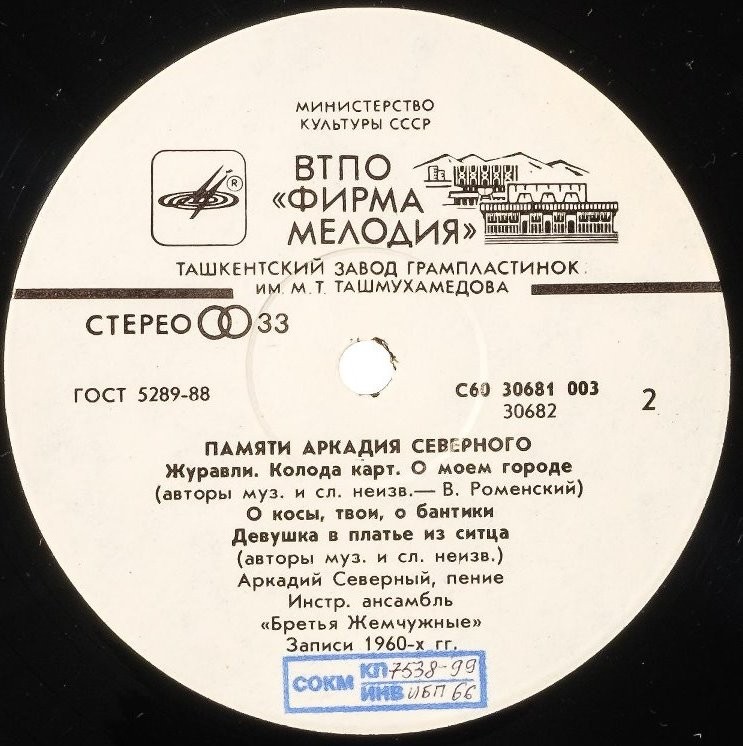 МИНИСТЕРСТВО
КУЛЬТУРЫ СССР
ВТПО
«ФИРМА
МЕЛОДИЯ»
®
ТАШКЕНТСКИЙ ЗАВОД ГРАМПЛАСТИНОК
ИМ. М. Т. ТАШМУХАМЕДОВА
СТЕРЕО 33
ГОСТ 5289-88
С60 30681 003
30682
2
ПАМЯТИ АРКАДИЯ СЕВЕРНОГО
Журавли. Колода карт. О моем городе
(авторы муз. и сл. неизв.— В. Роменский)
О косы, твои, о бантики
Девушка в платье из ситца
(авторы муз. и сл. неизв.)
Аркадий Северный, пение
Инстр. ансамбль
«Бретья Жемчужные»
Записи 1960-х гг.
СОКМ КП 7538-99
ИНВ ИБП 66